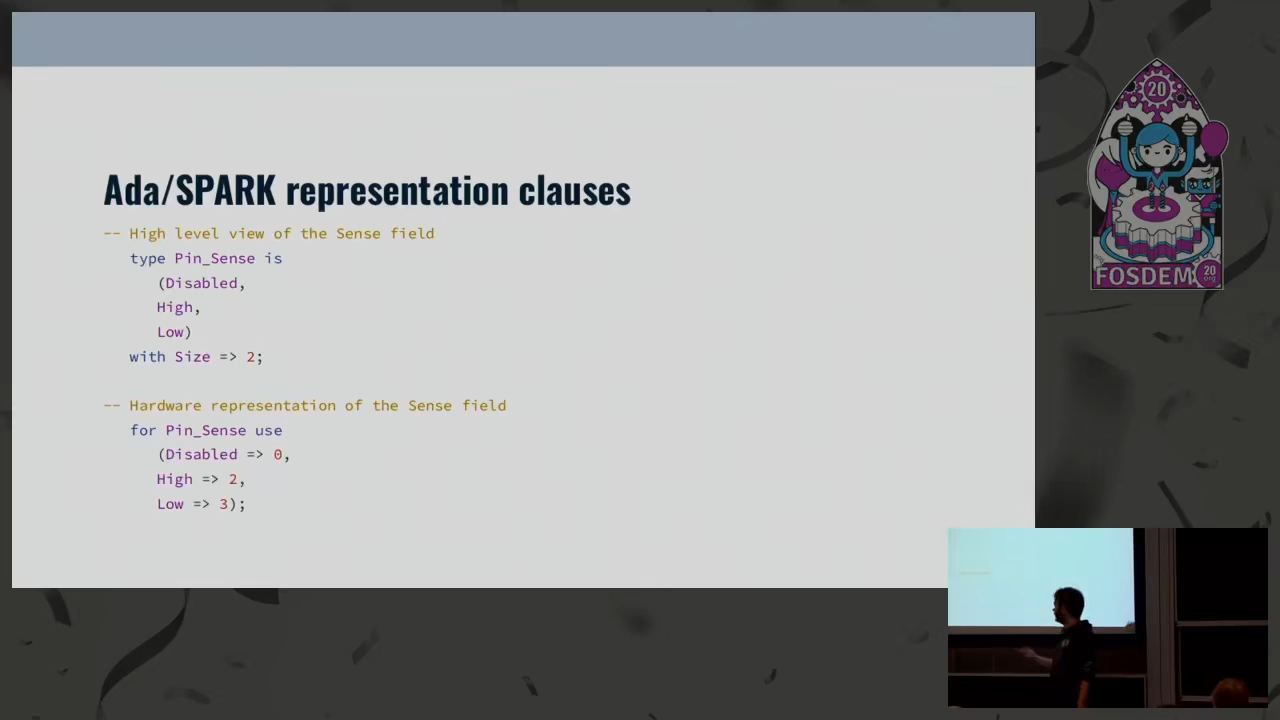 Ada/SPARK representation clauses
-- High level view of the Sense field
type Pin_Sense is
(Disabled,
High,
Low)
with Size => 2;
-- Hardware representation of the Sense field
for Pin_Sense use
(Disabled => 0,
High => 2,
Low => 3);
20
FOSDEM
20
.org